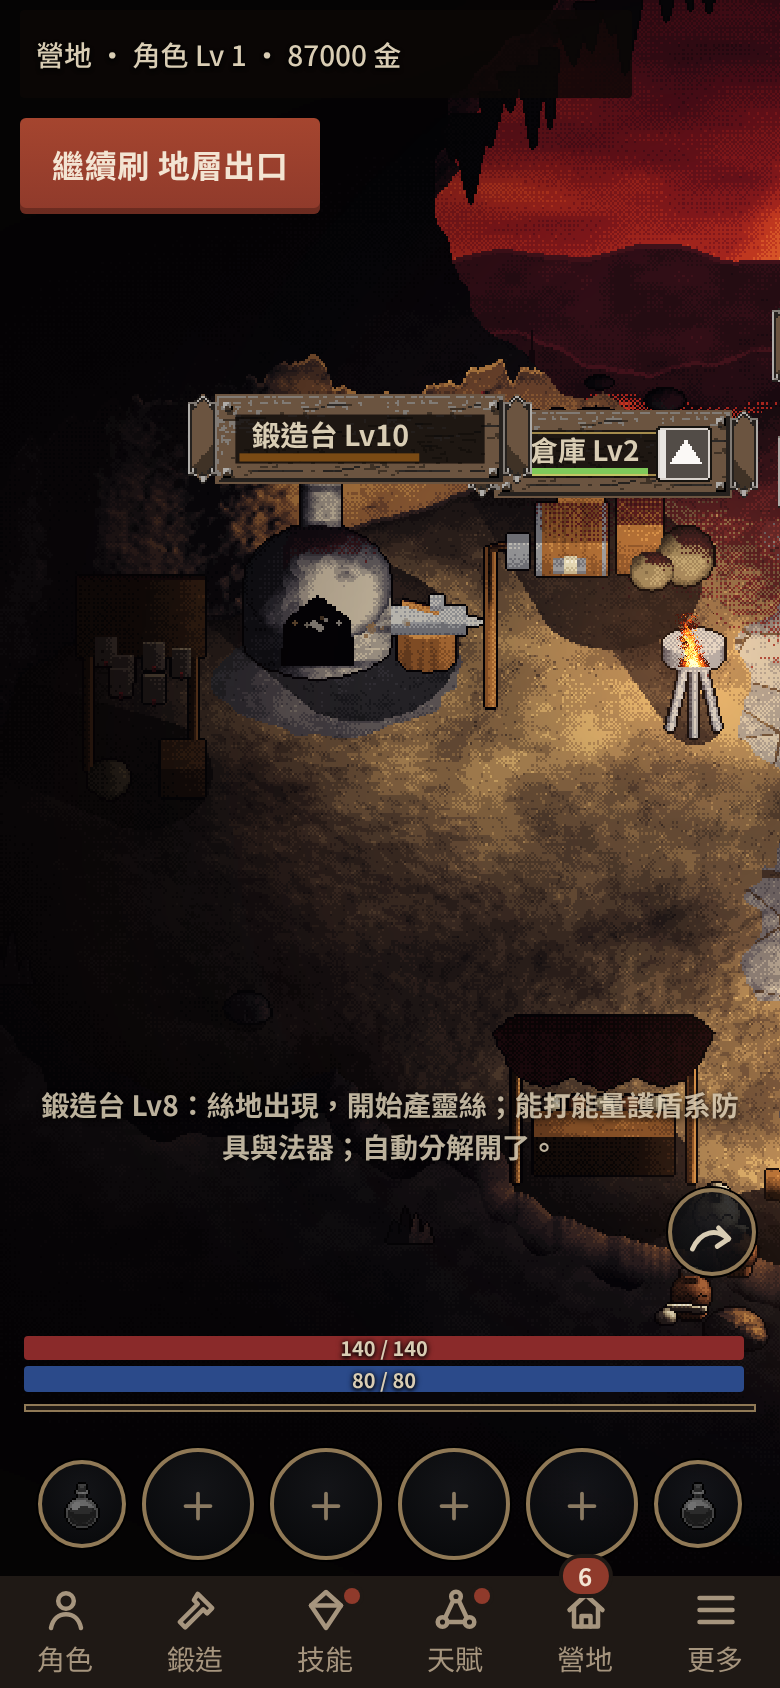 營地 · 角色 Lv 1 · 87000 金
繼續刷 地層出口
鍛造台 Lv10
倉庫 Lv2
鍛造台 Lv8：絲地出現，開始產靈絲；能打能量護盾系防
具與法器；自動分解開了。
140 / 140
80 / 80
6
角色
鍛造
技能
天賦
營地
更多